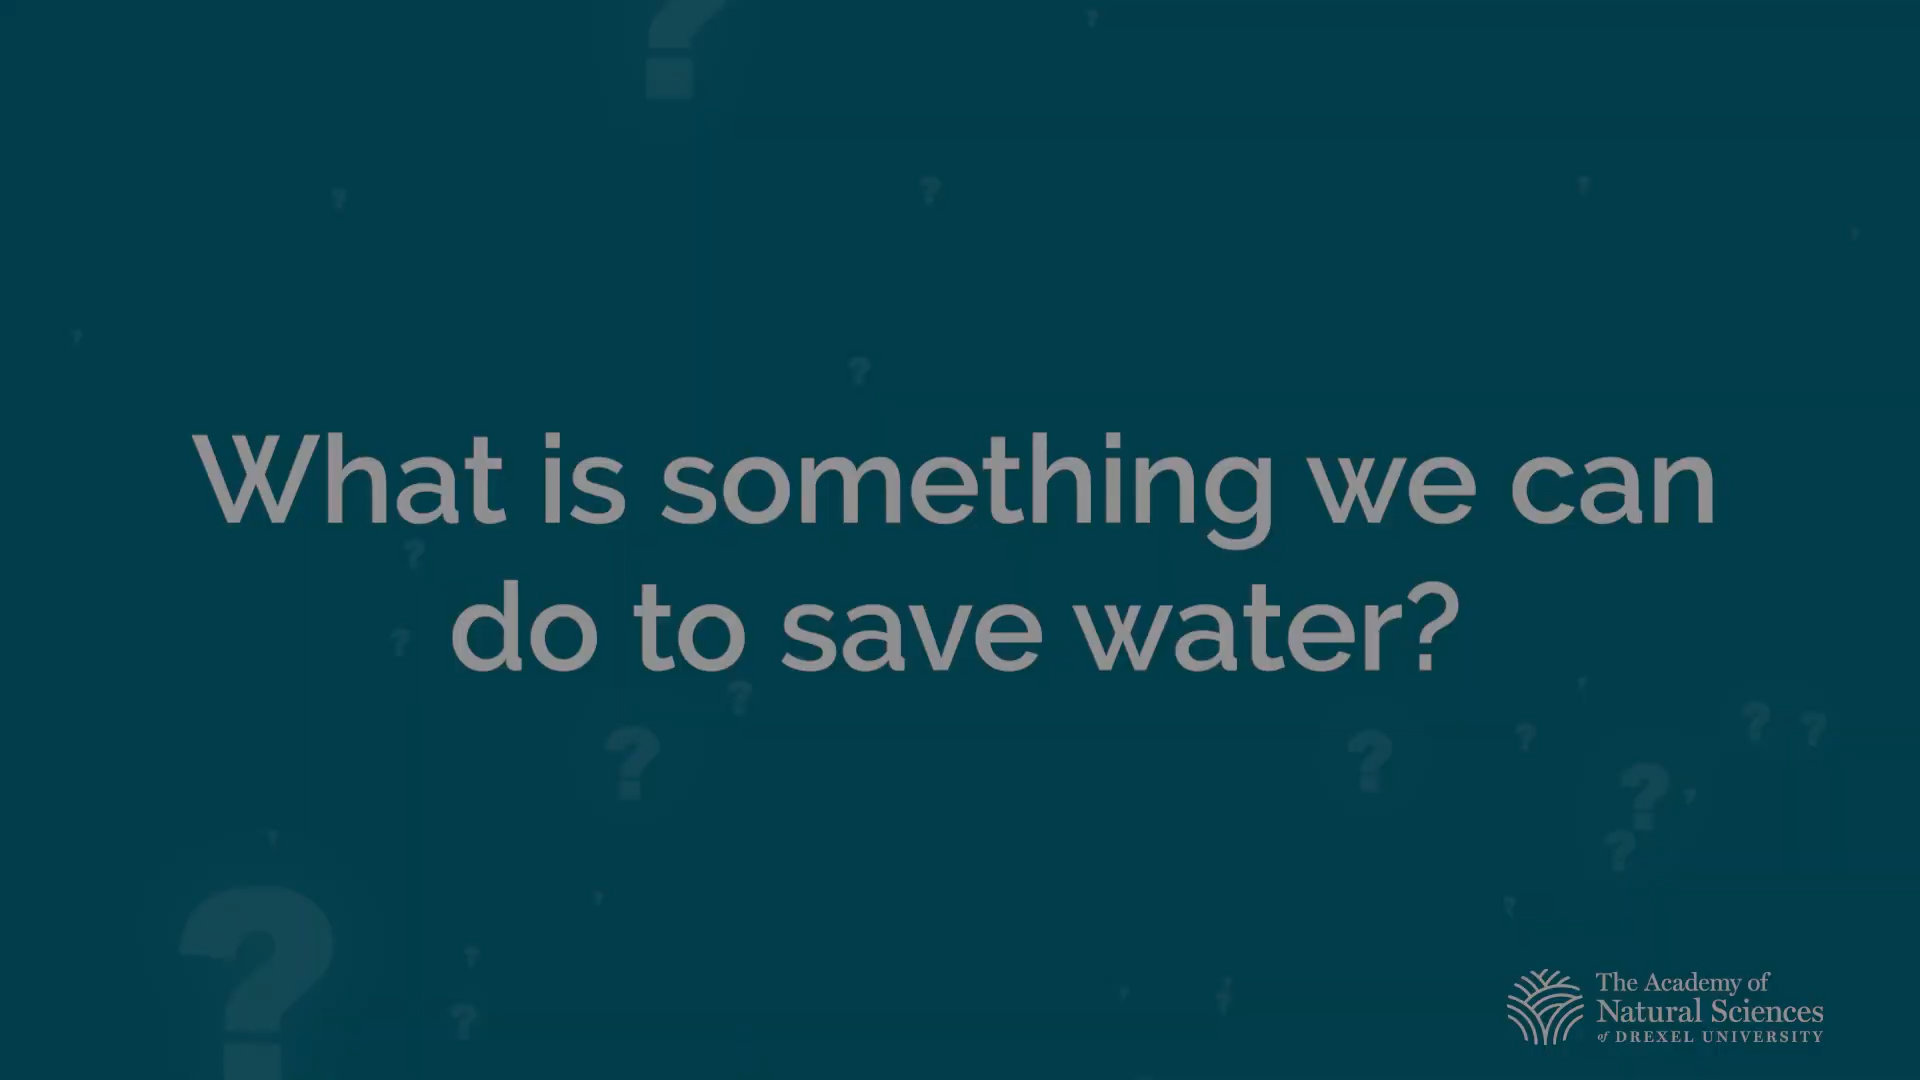 What is something we can
do to save water?
The Academy of
Natural Sciences
of DREXEL UNIVERSITY